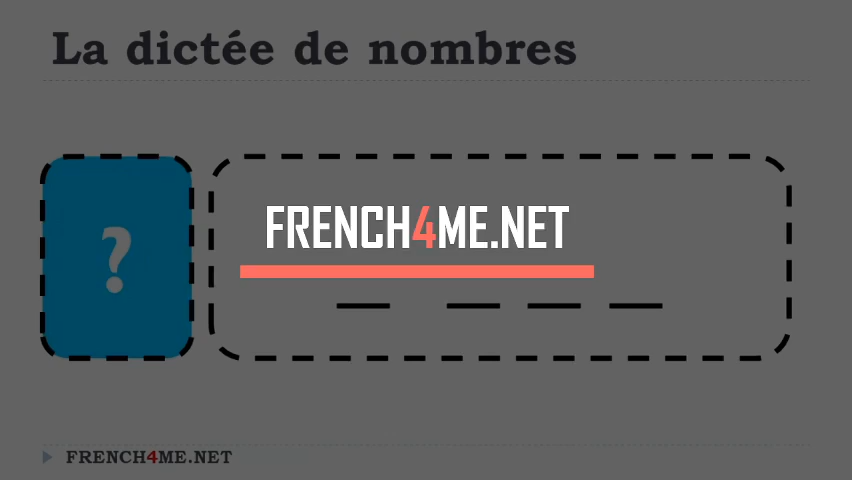 La dictée de nombres
?
FRENCH4ME.NET
FRENCH4ME.NET